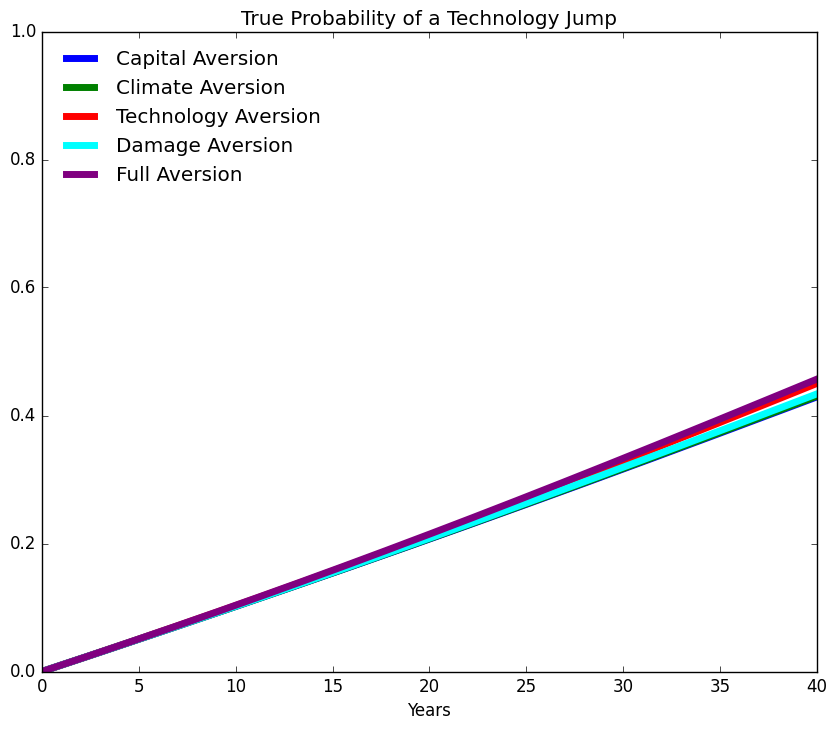 True Probability of a Technology Jump
1.0
Capital Aversion
Climate Aversion
Technology Aversion
Damage Aversion
Full Aversion
0.8
0.6
0.4
0.2
0.0
0 5 10 15 20 25 30 35 40
Years